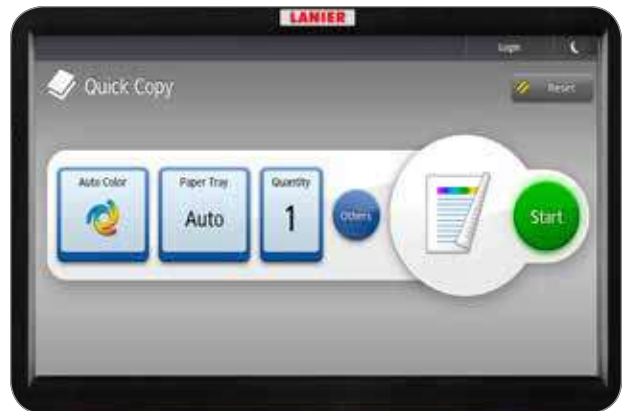 LANIER
Login
Quick Copy
Reset
Auto Color
Paper Tray
Quantity
Auto
1
Others
Start